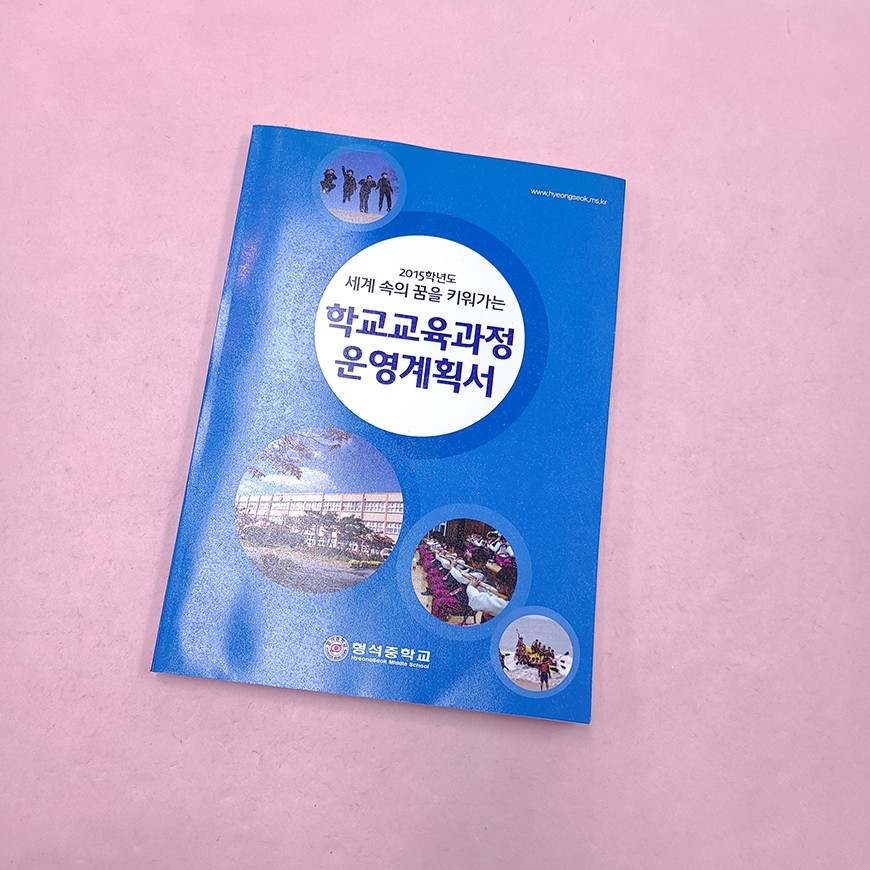 www.hyeongseok.ms.kr
2015학년도
세계 속의 꿈을 키워가는
학교교육과정
운영계획서
형석중학교
HyeongSeok Middle School